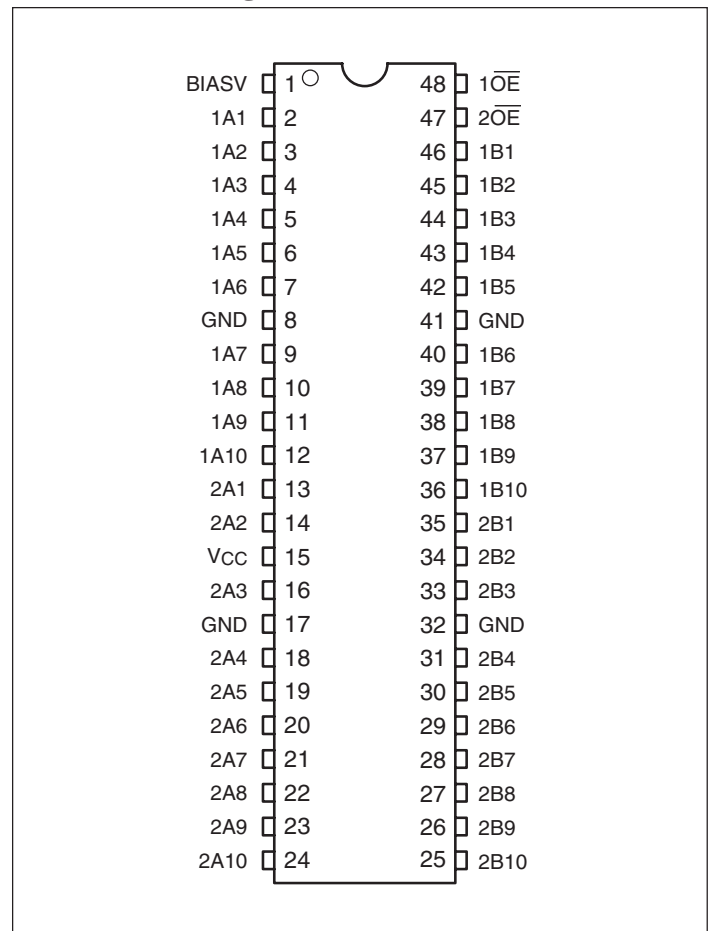 BIASV 1 48 1O̅E̅
1A1 2 47 2O̅E̅
1A2 3 46 1B1
1A3 4 45 1B2
1A4 5 44 1B3
1A5 6 43 1B4
1A6 7 42 1B5
GND 8 41 GND
1A7 9 40 1B6
1A8 10 39 1B7
1A9 11 38 1B8
1A10 12 37 1B9
2A1 13 36 1B10
2A2 14 35 2B1
VCC 15 34 2B2
2A3 16 33 2B3
GND 17 32 GND
2A4 18 31 2B4
2A5 19 30 2B5
2A6 20 29 2B6
2A7 21 28 2B7
2A8 22 27 2B8
2A9 23 26 2B9
2A10 24 25 2B10